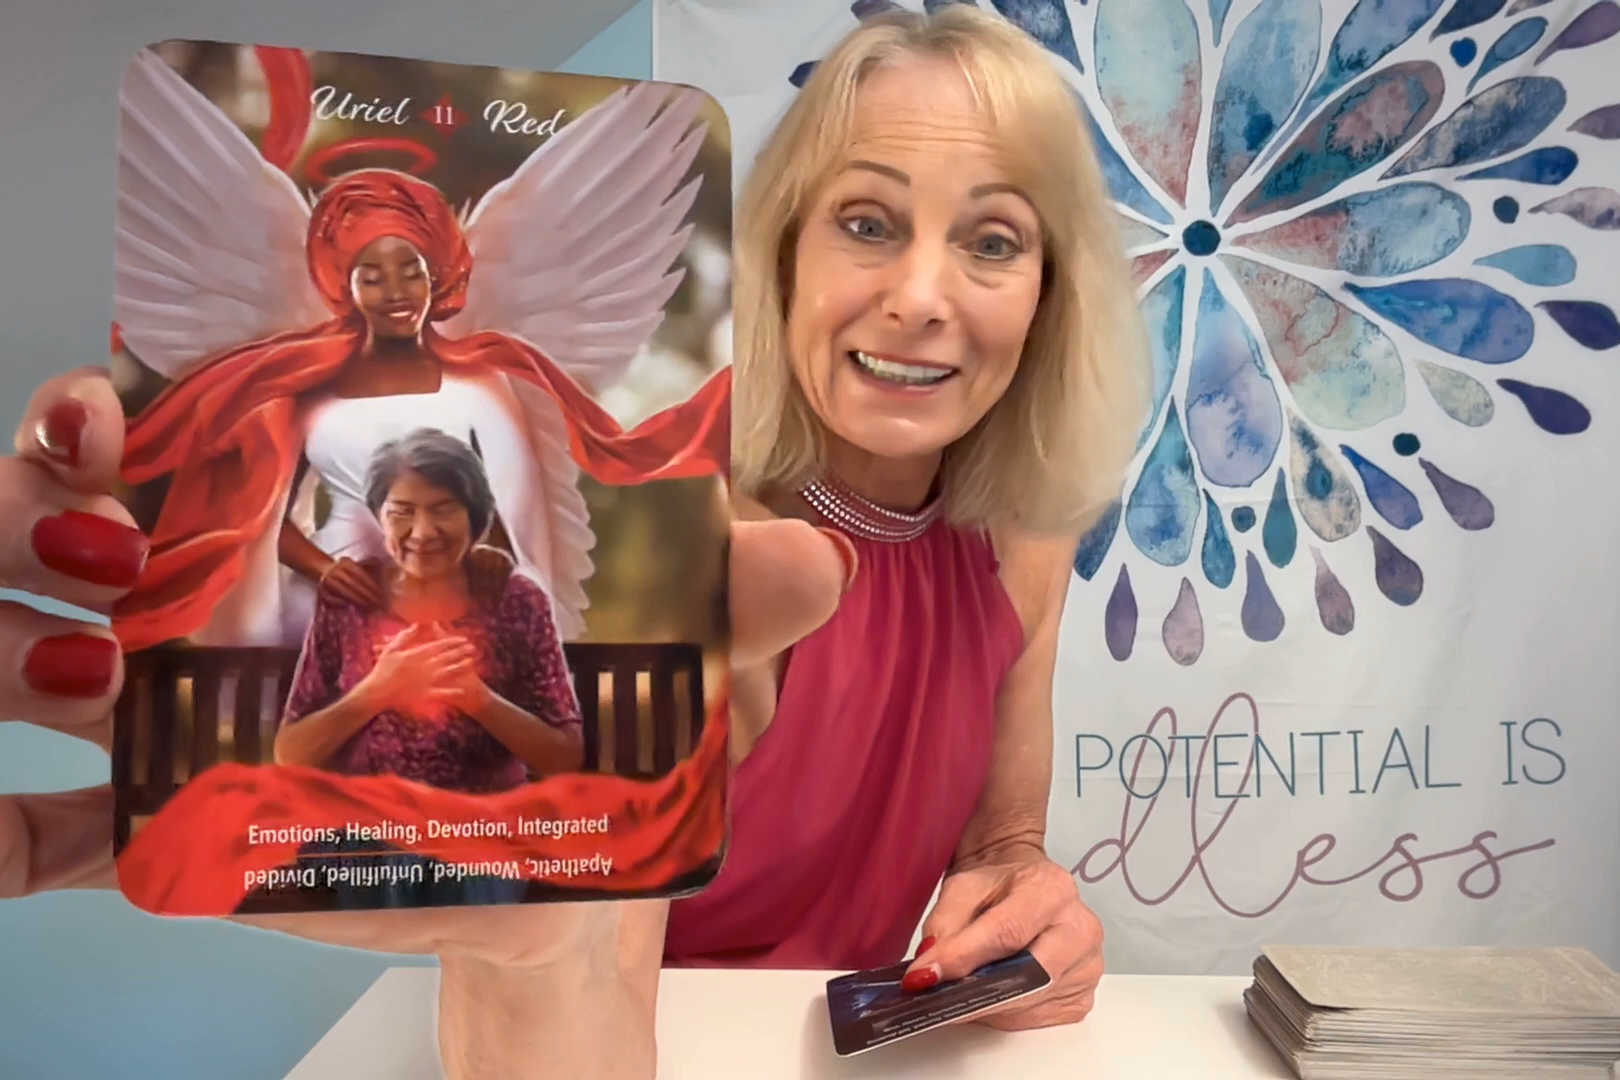 Uriel 11 Red
Emotions, Healing, Devotion, Integrated
Apathetic, Wounded, Unfulfilled, Divided
POTENTIAL IS
dless